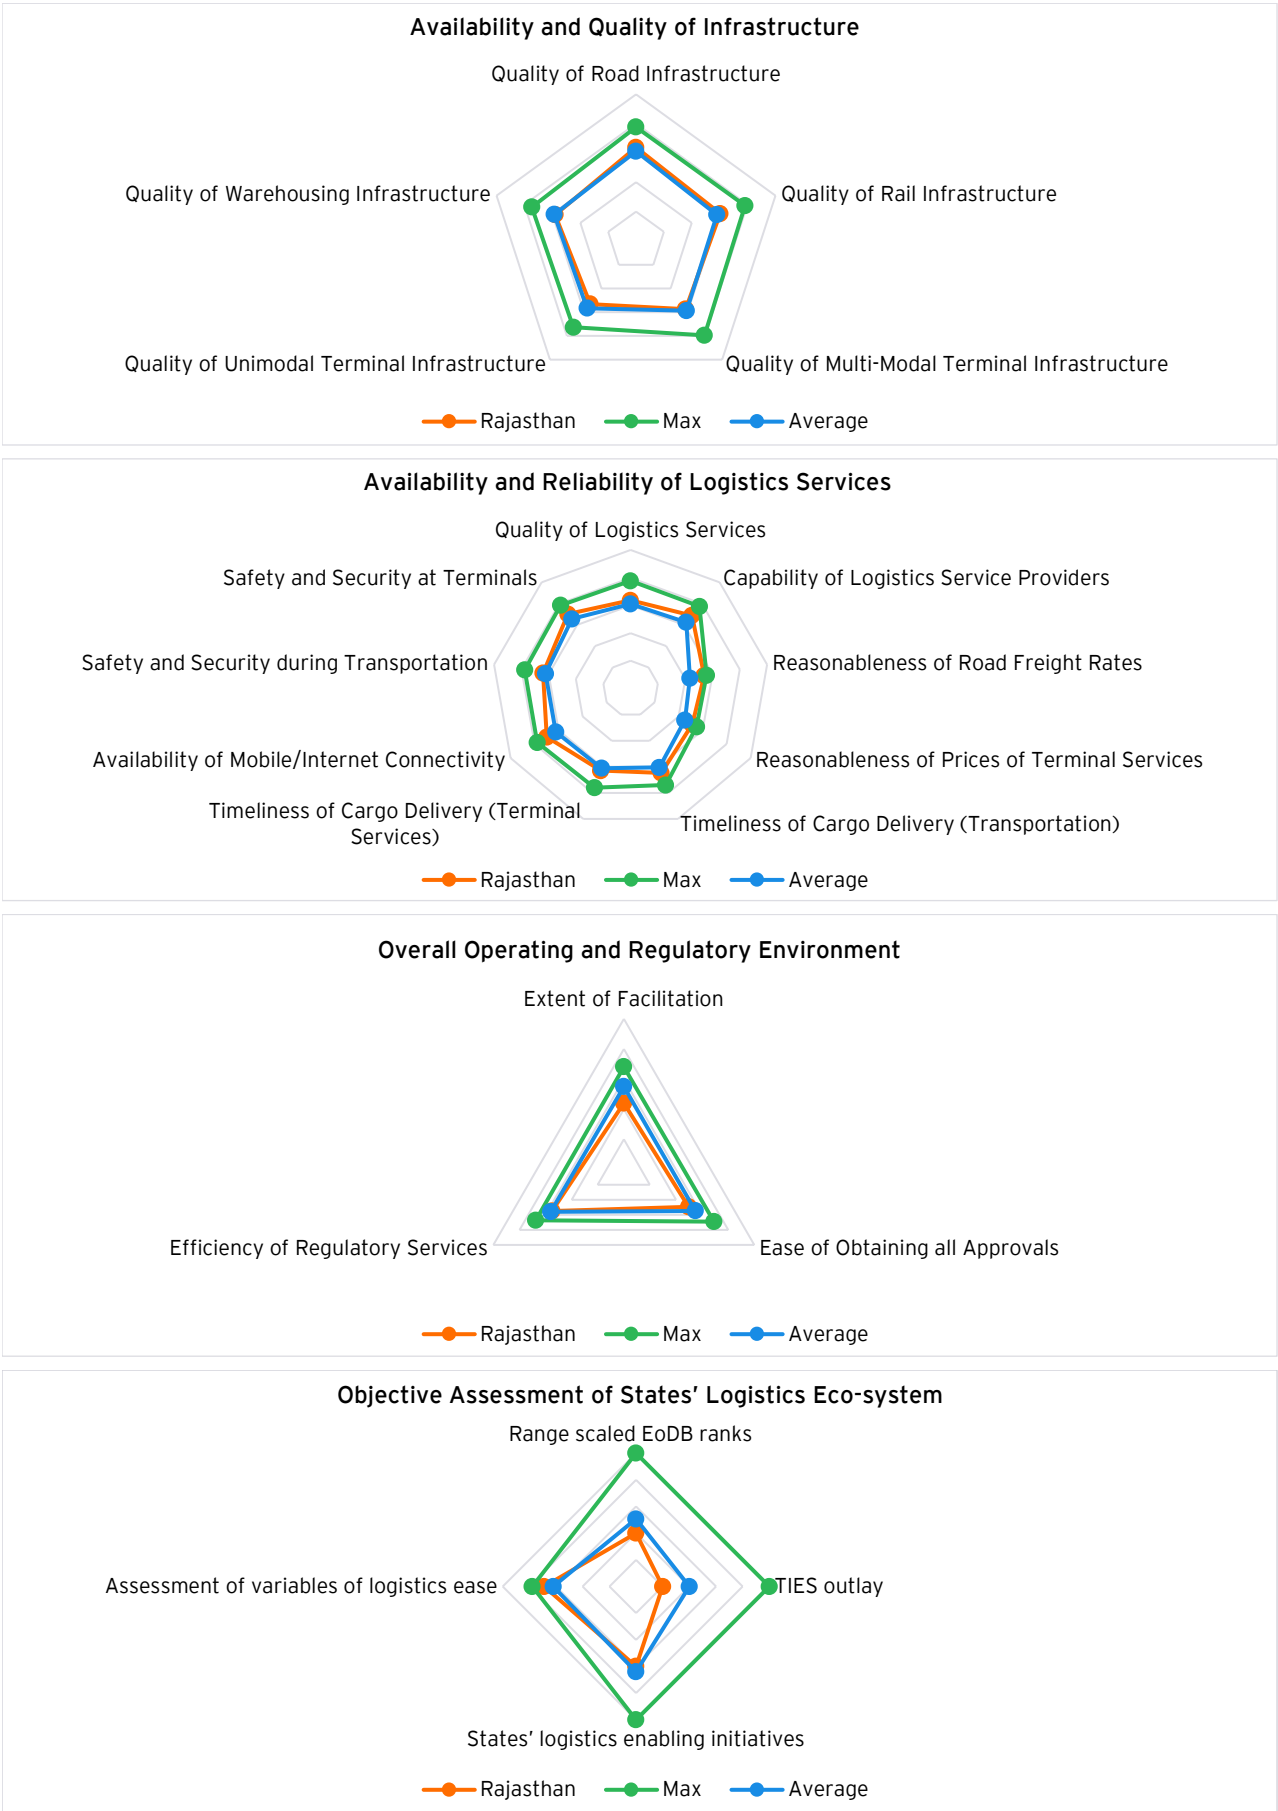 Availability and Quality of Infrastructure
Quality of Road Infrastructure
Quality of Warehousing Infrastructure
Quality of Rail Infrastructure
Quality of Unimodal Terminal Infrastructure
Quality of Multi-Modal Terminal Infrastructure
Rajasthan Max Average
Availability and Reliability of Logistics Services
Quality of Logistics Services
Safety and Security at Terminals
Capability of Logistics Service Providers
Safety and Security during Transportation
Reasonableness of Road Freight Rates
Availability of Mobile/Internet Connectivity
Reasonableness of Prices of Terminal Services
Timeliness of Cargo Delivery (Terminal
Services)
Timeliness of Cargo Delivery (Transportation)
Rajasthan Max Average
Overall Operating and Regulatory Environment
Extent of Facilitation
Efficiency of Regulatory Services
Ease of Obtaining all Approvals
Rajasthan Max Average
Objective Assessment of States’ Logistics Eco-system
Range scaled EoDB ranks
Assessment of variables of logistics ease
TIES outlay
States’ logistics enabling initiatives
Rajasthan Max Average